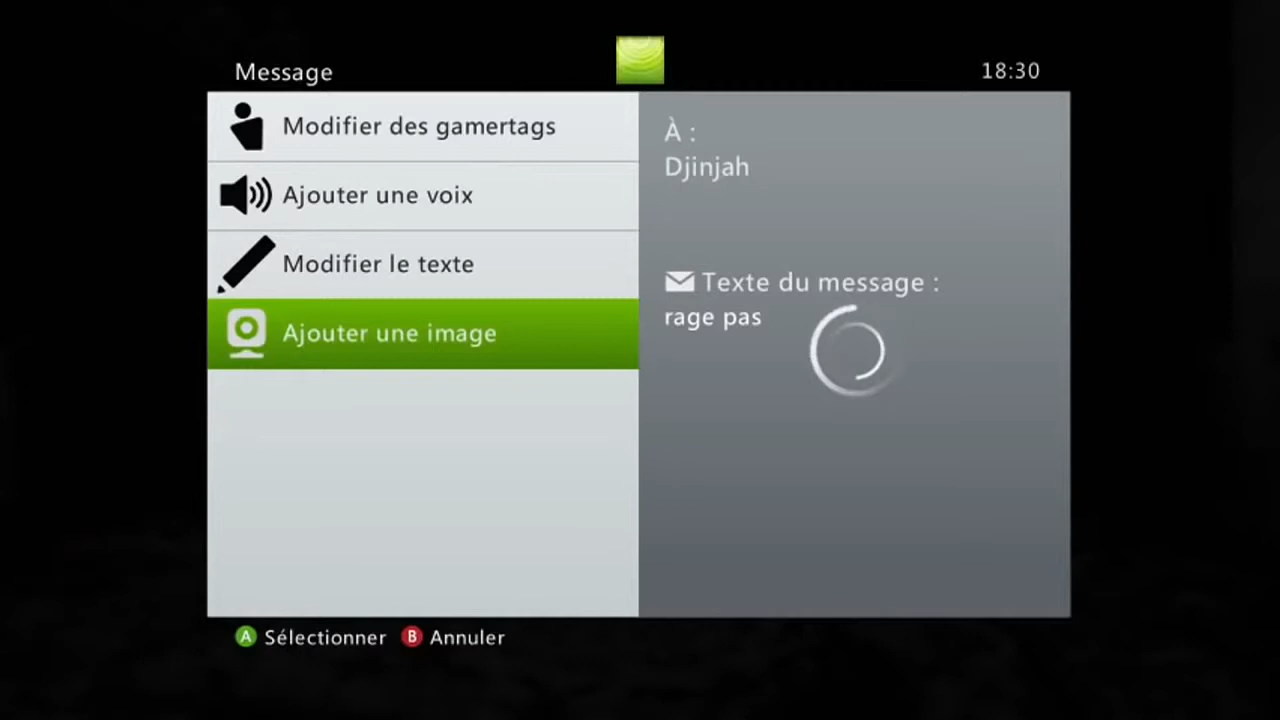 Message
18:30
Modifier des gamertags
Ajouter une voix
Modifier le texte
Ajouter une image
À :
Djinjah
Texte du message :
rage pas
A Sélectionner B Annuler